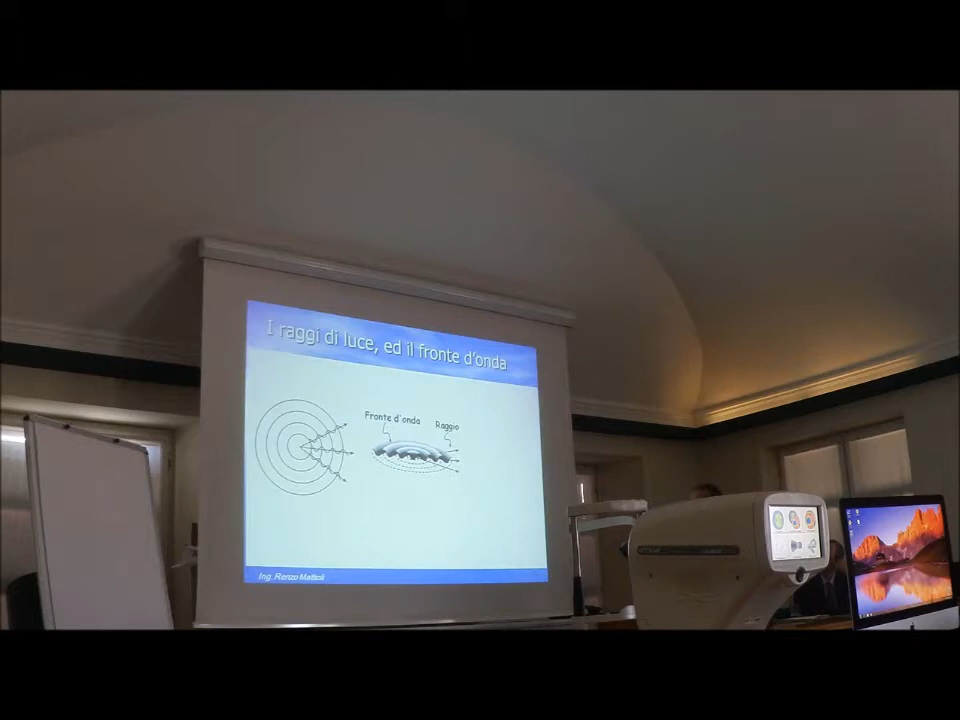 I raggi di luce, ed il fronte d'onda
Fronte d'onda
Raggio
Ing. Renzo Mattioli